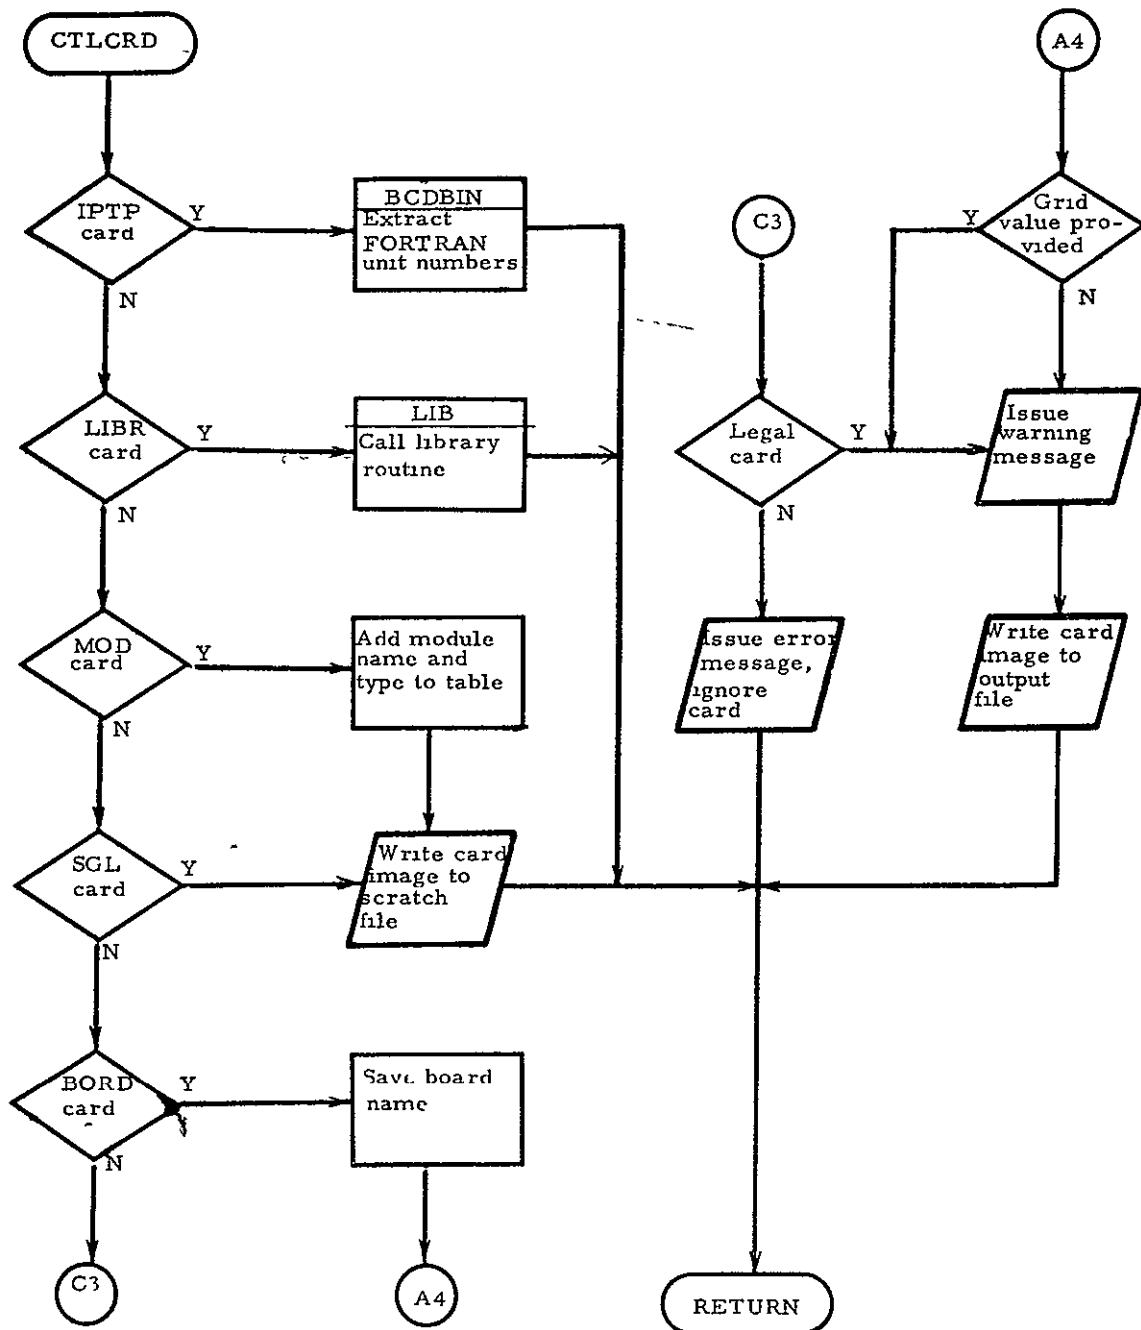 CTLCRD
A4
IPTP
card
Y
N
BCDBIN
Extract
FORTRAN
unit numbers
C3
Grid
value pro-
vided
Y
N
LIBR
card
Y
N
LIB
Call library
routine
Legal
card
Y
N
Issue
warning
message
MOD
card
Y
N
Add module
name and
type to table
Issue error
message,
ignore
card
Write card
image to
output
file
SGL
card
Y
N
Write card
image to
scratch
file
BORD
card
Y
N
Save board
name
C3
A4
RETURN